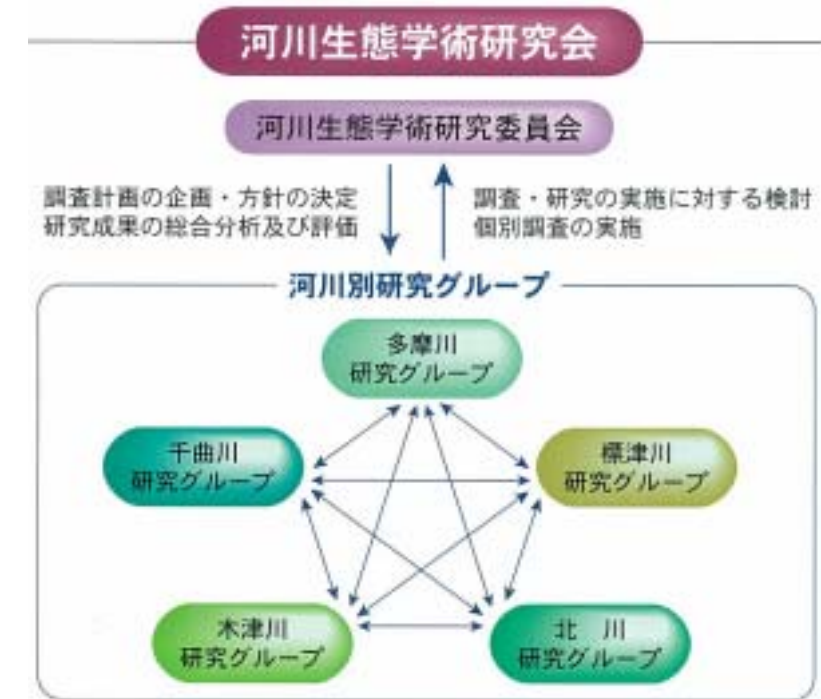 河川生態学術研究会
河川生態学術研究委員会
調査計画の企画・方針の決定
研究成果の総合分析及び評価
調査・研究の実施に対する検討
個別調査の実施
河川別研究グループ
多摩川
研究グループ
千曲川
研究グループ
標津川
研究グループ
木津川
研究グループ
北　川
研究グループ